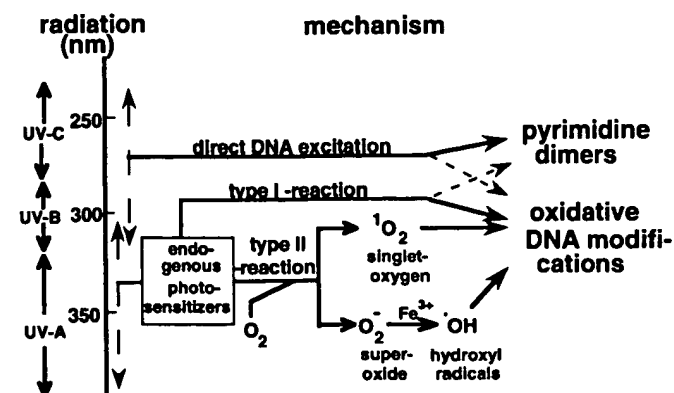 radiation
(nm)
mechanism
UV-C
250
direct DNA excitation
pyrimidine
dimers
type I -reaction
UV-B
300
oxidative
DNA modifi-
cations
endo-
genous
photo-
sensitizers
type II
-reaction
O2
¹O2
singlet-
oxygen
350
UV-A
O2⁻
super-
oxide
Fe³⁺
·OH
hydroxyl
radicals